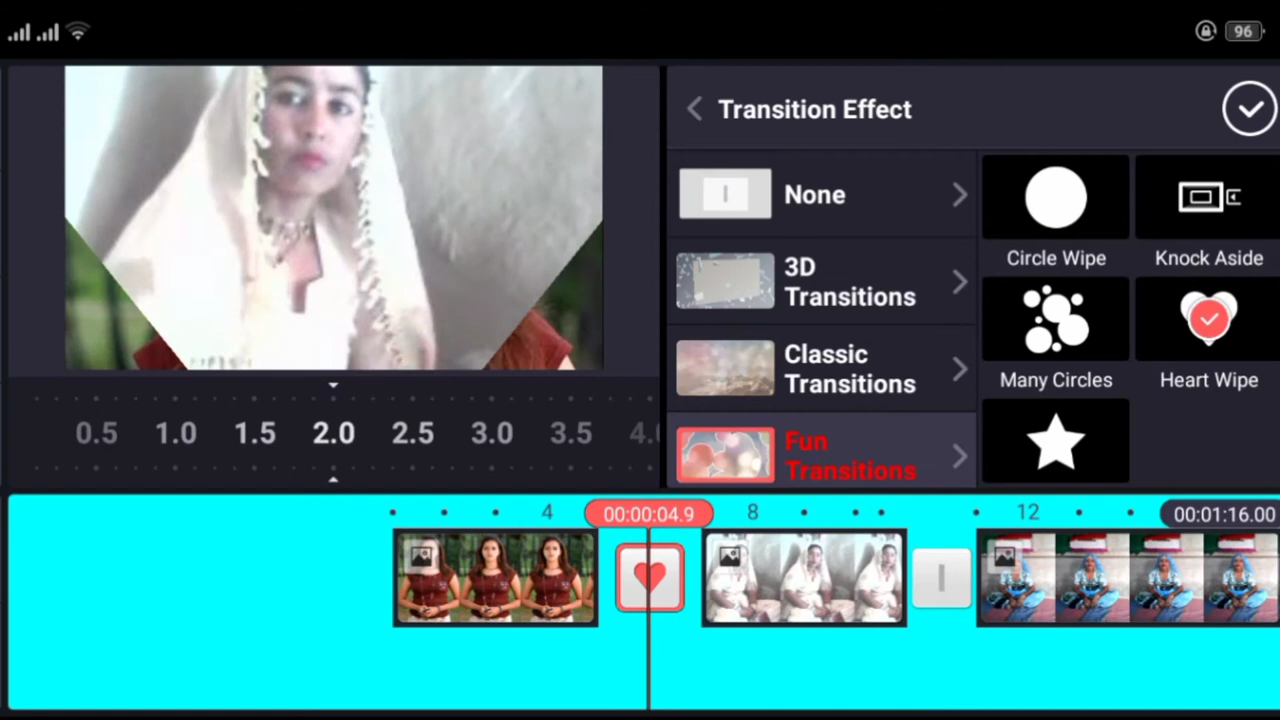 96
Transition Effect
None
3D
Transitions
Classic
Transitions
Fun
Transitions
Circle Wipe
Knock Aside
Many Circles
Heart Wipe
0.5 1.0 1.5 2.0 2.5 3.0 3.5
4 00:00:04.9 8 12 00:01:16.00